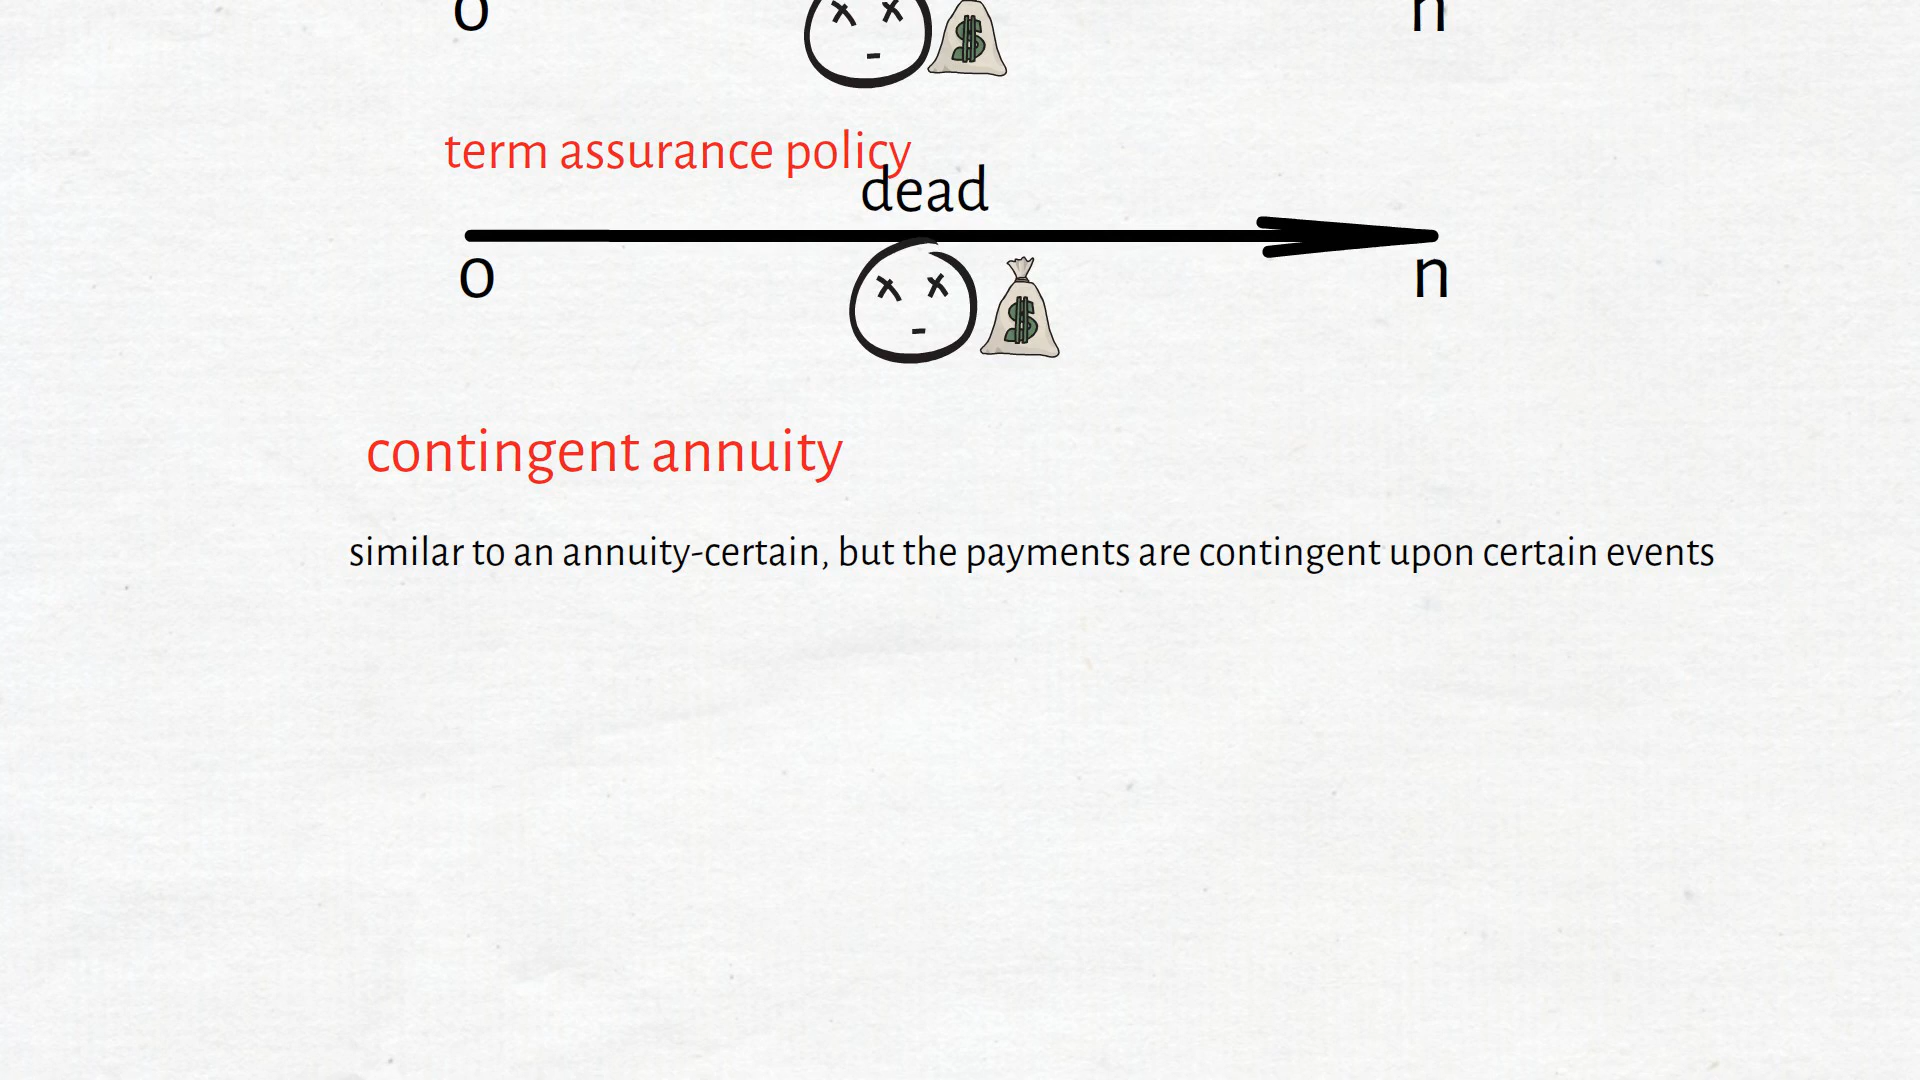 o n
term assurance policy
dead
o n
contingent annuity
similar to an annuity-certain, but the payments are contingent upon certain events